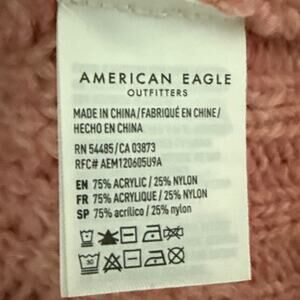 AMERICAN EAGLE
OUTFITTERS
MADE IN CHINA/FABRIQUÉ EN CHINE/
HECHO EN CHINA
RN 54485/CA 03873
RFC# AEM120605U9A
EN 75% ACRYLIC / 25% NYLON
FR 75% ACRYLIQUE / 25% NYLON
SP 75% acrílico / 25% nylon
30